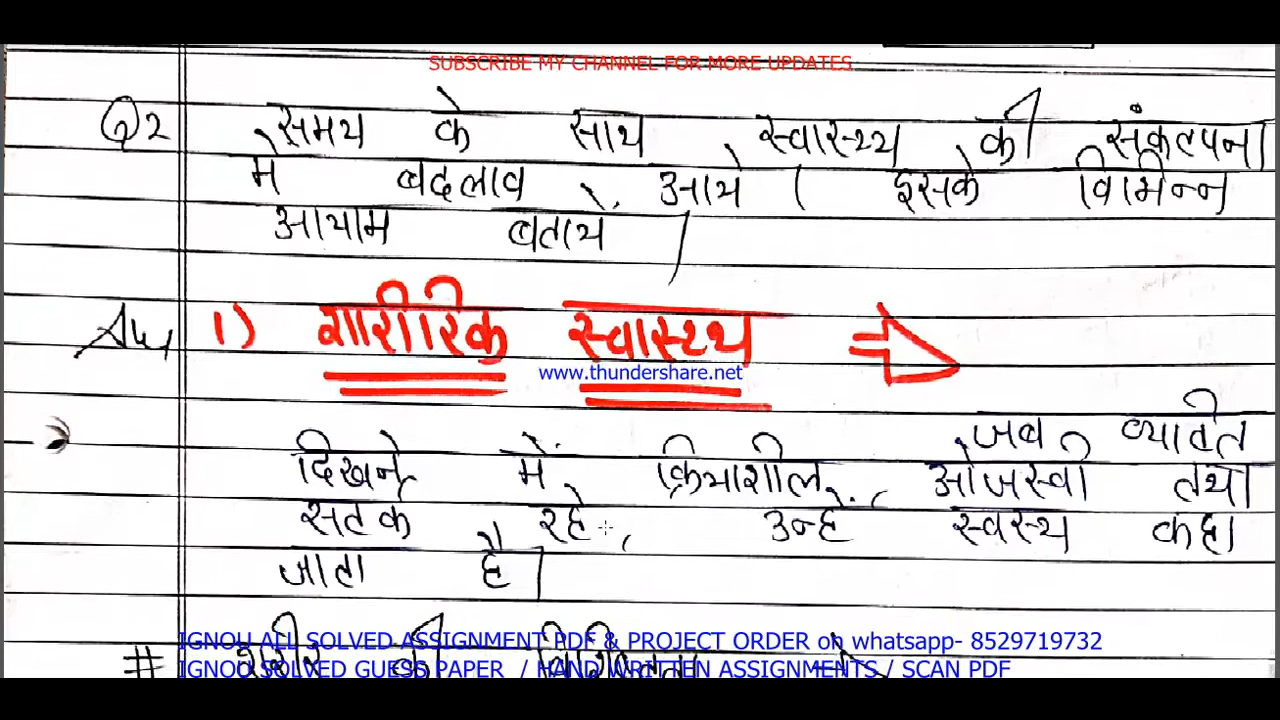 SUBSCRIBE MY CHANNEL FOR MORE UPDATES
Q2 समय के साथ स्वास्थ्य की संकल्पना
मे बदलाव आये। इसके विभिन्न
आयाम बतायें।
Ans 1) शारीरिक स्वास्थ्य ⇒
www.thundershare.net
जब व्यक्ति
दिखने में क्रियाशील, ओजस्वी तथा
सतर्क रहे, उन्हें स्वस्थ कहा
जाता है।
# शरीर की
IGNOU ALL SOLVED ASSIGNMENT PDF & PROJECT ORDER on whatsapp- 8529719732
IGNOU SOLVED GUESS PAPER / HAND WRITTEN ASSIGNMENTS / SCAN PDF